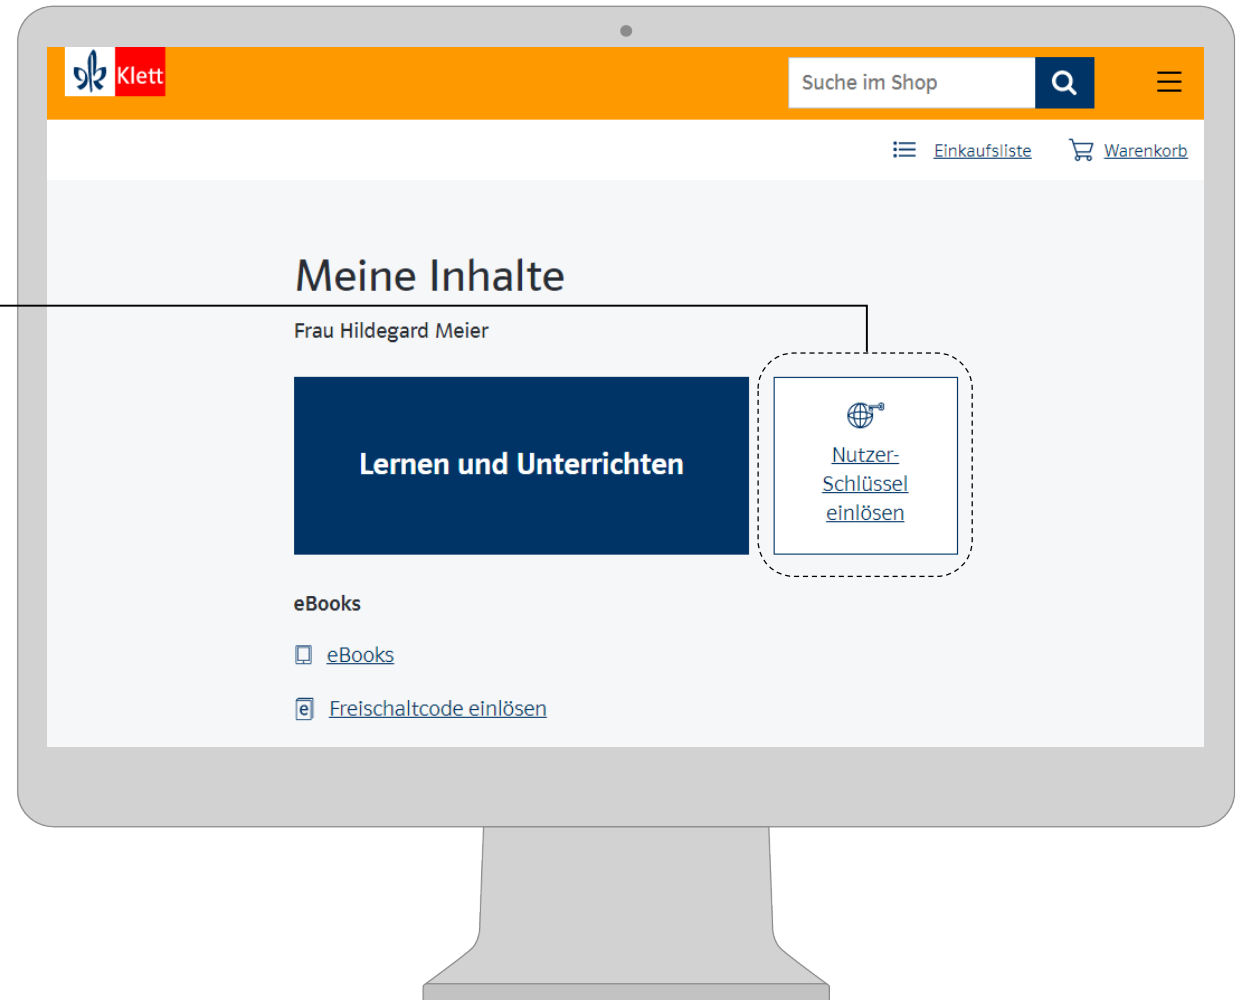 Klett
Suche im Shop
Einkaufsliste
Warenkorb
Meine Inhalte
Frau Hildegard Meier
Lernen und Unterrichten
Nutzer-
Schlüssel
einlösen
eBooks
eBooks
e Freischaltcode einlösen